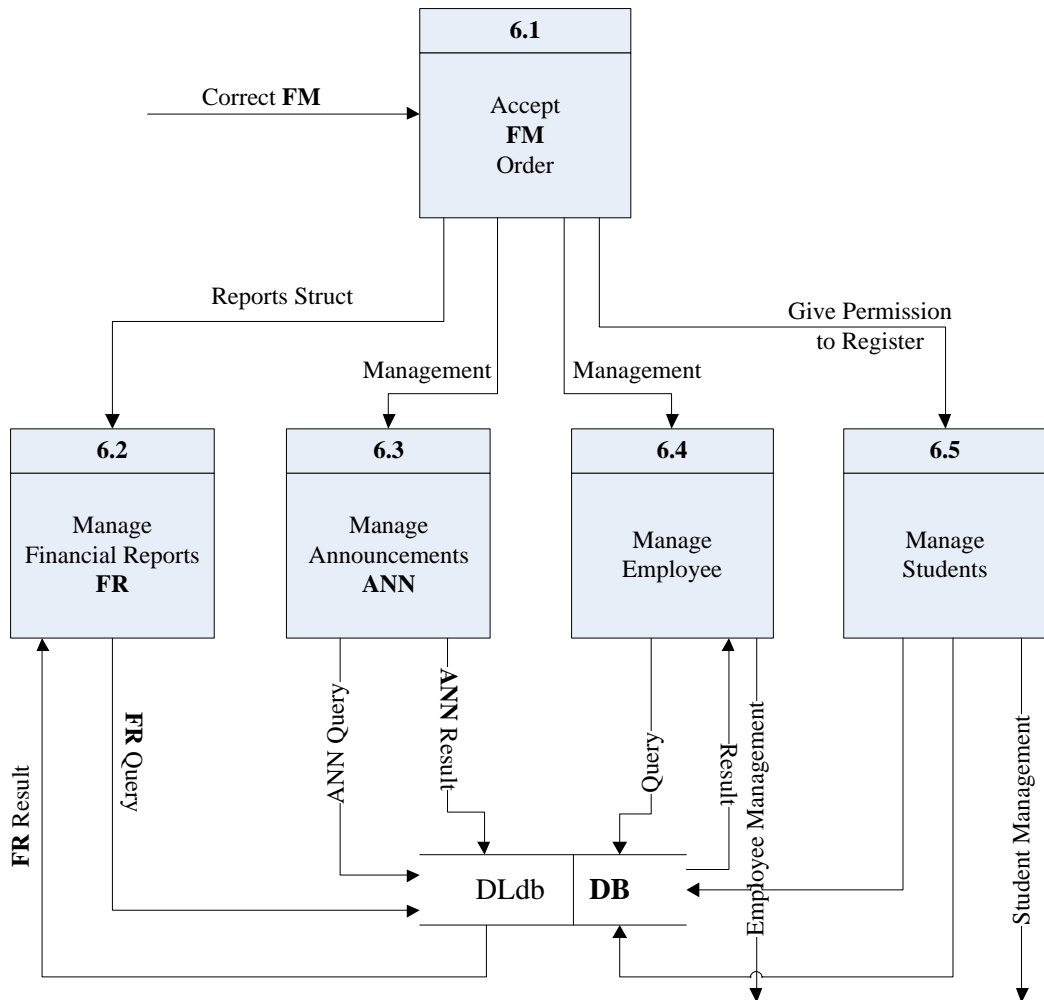 6.1
Correct FM
Accept
FM
Order
Reports Struct
Give Permission
to Register
Management
Management
6.2
6.3
6.4
6.5
Manage
Financial Reports
FR
Manage
Announcements
ANN
Manage
Employee
Manage
Students
FR Result
FR Query
ANN Query
ANN Result
Query
Result
Employee Management
Student Management
DLdb
DB